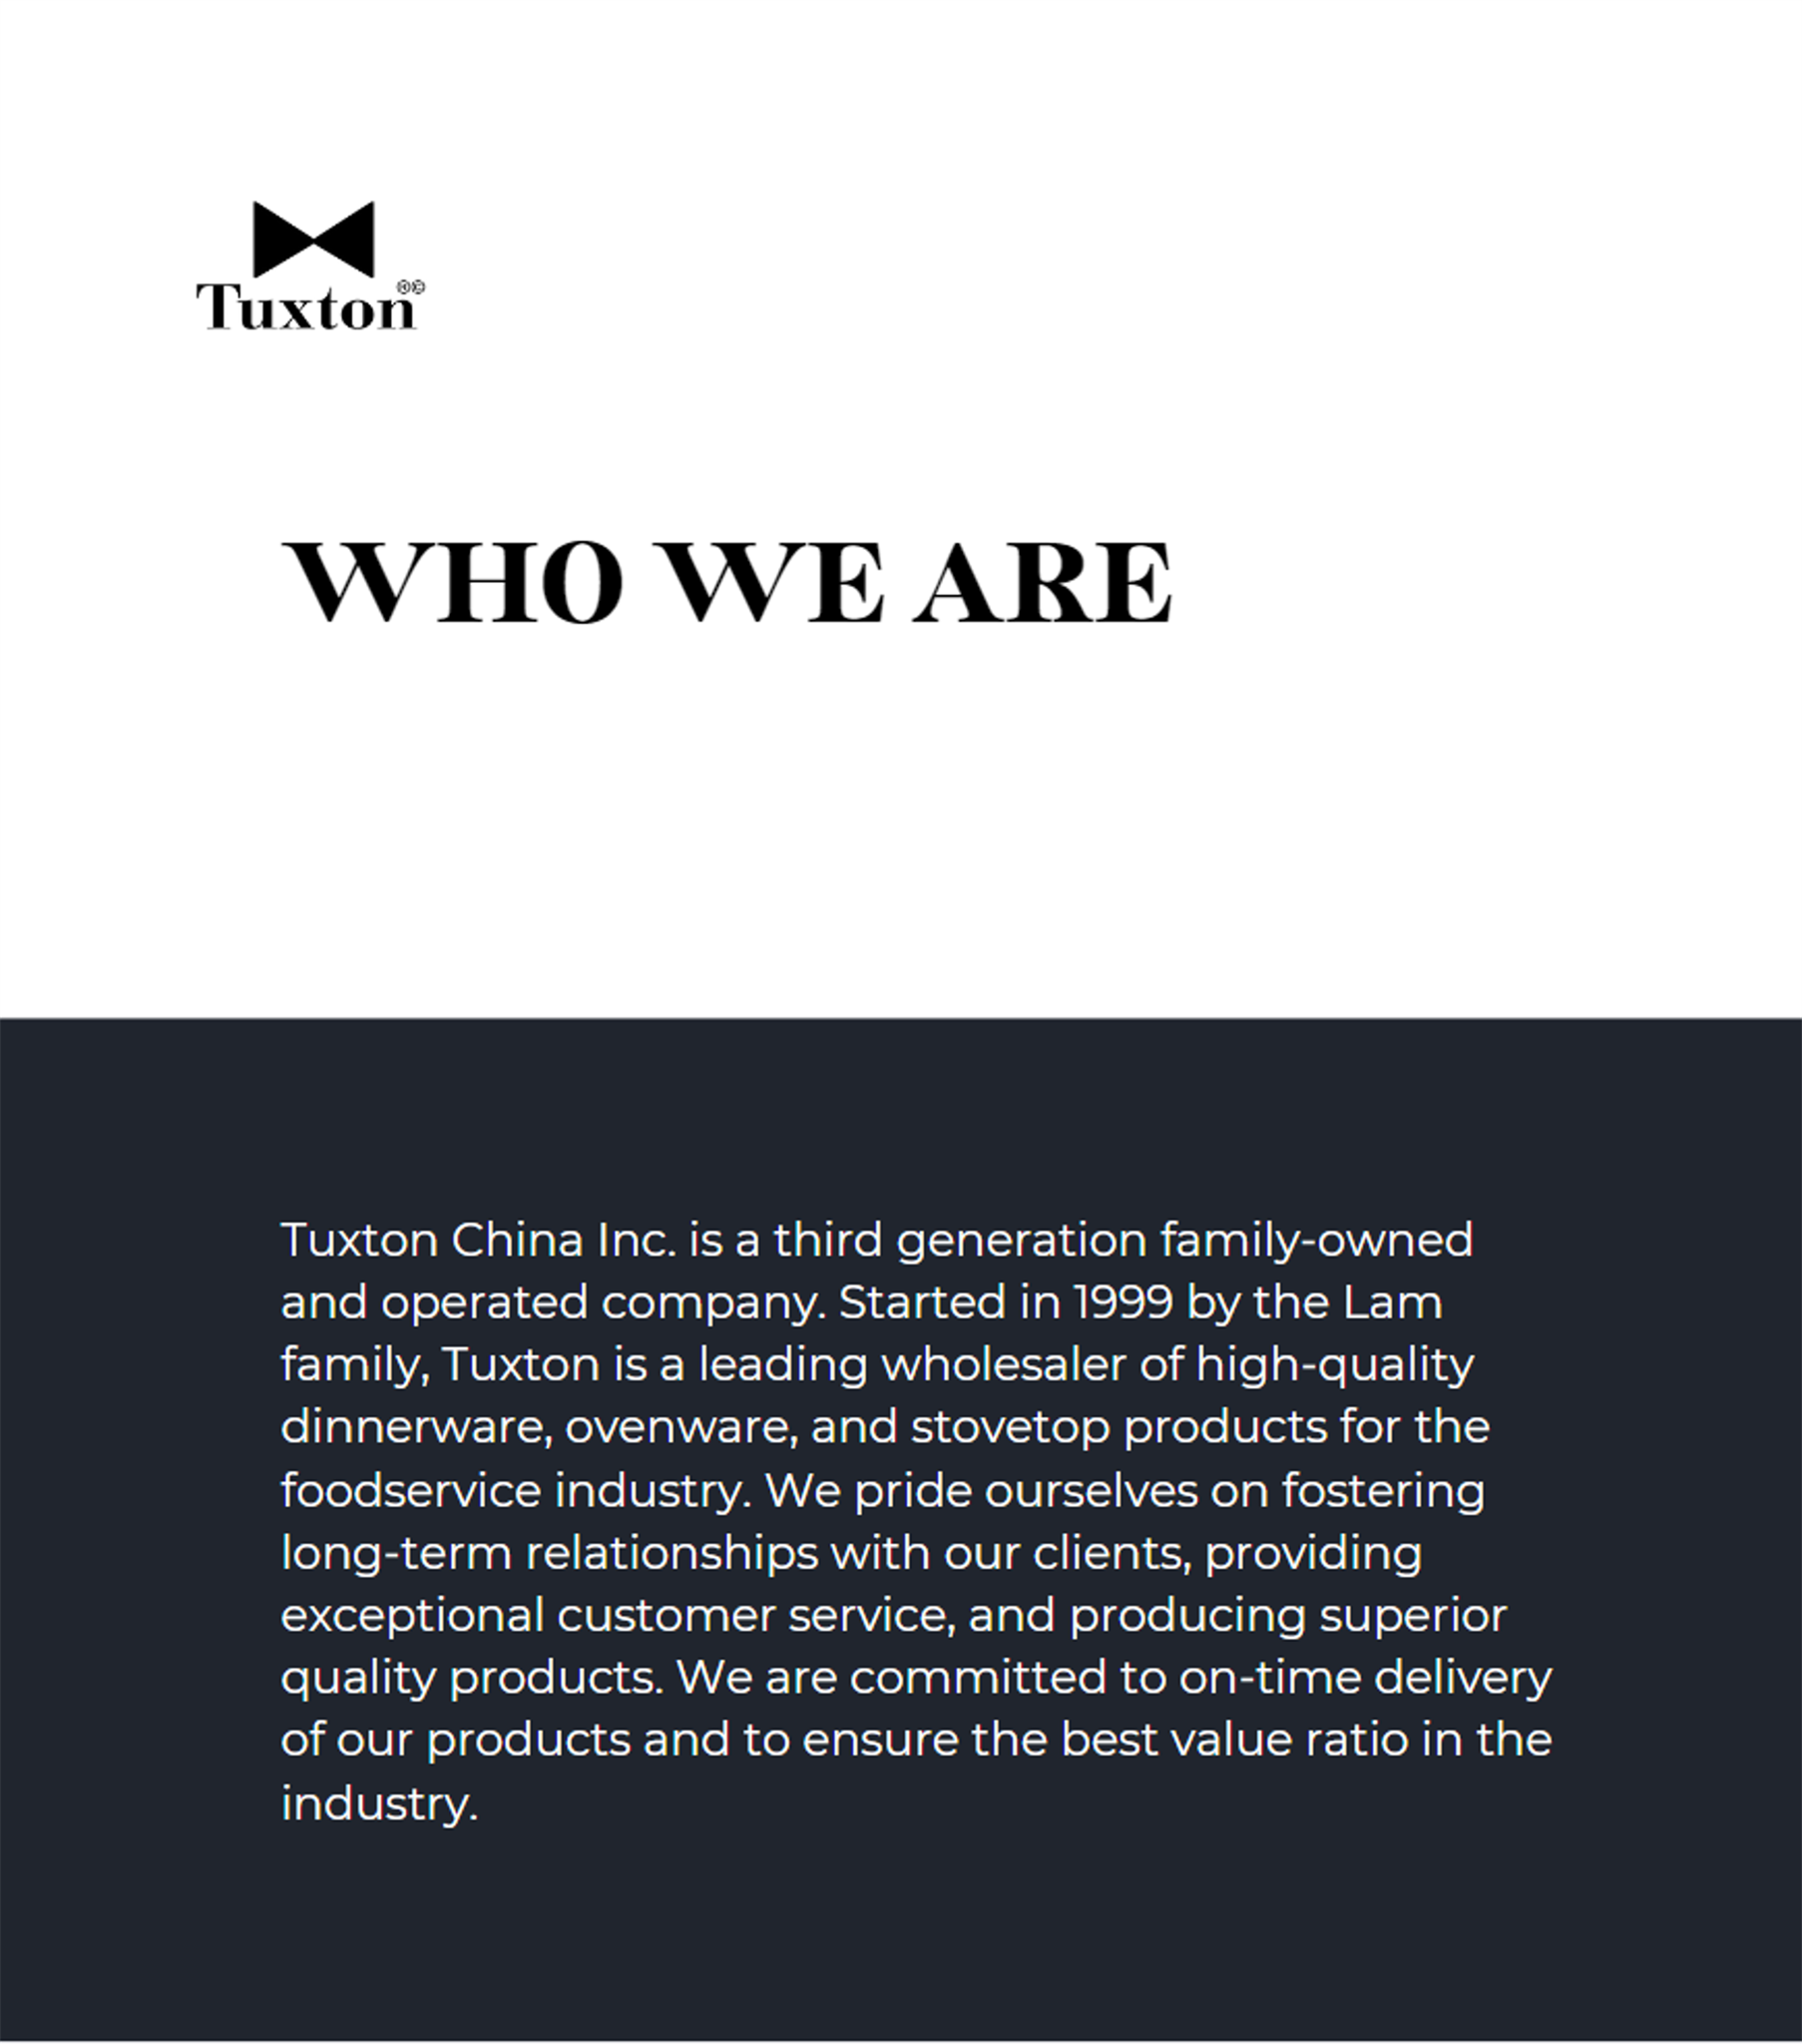 Tuxton®©
WHO WE ARE
Tuxton China Inc. is a third generation family-owned
and operated company. Started in 1999 by the Lam
family, Tuxton is a leading wholesaler of high-quality
dinnerware, ovenware, and stovetop products for the
foodservice industry. We pride ourselves on fostering
long-term relationships with our clients, providing
exceptional customer service, and producing superior
quality products. We are committed to on-time delivery
of our products and to ensure the best value ratio in the
industry.